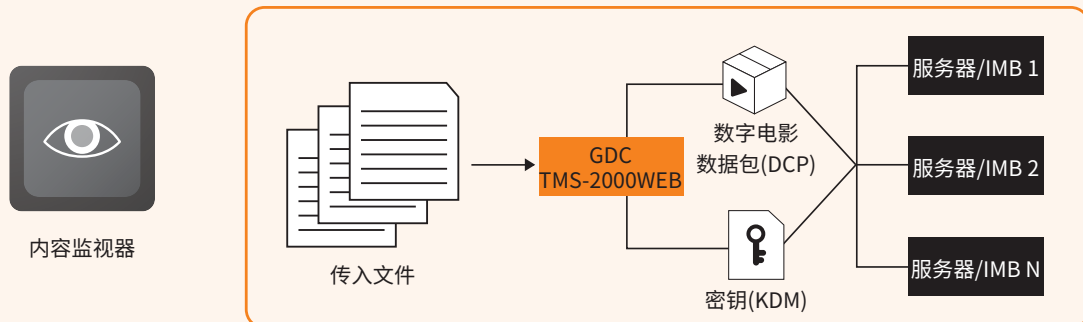 内容监视器
传入文件
GDC
TMS-2000WEB
数字电影
数据包(DCP)
密钥(KDM)
服务器/IMB 1
服务器/IMB 2
服务器/IMB N